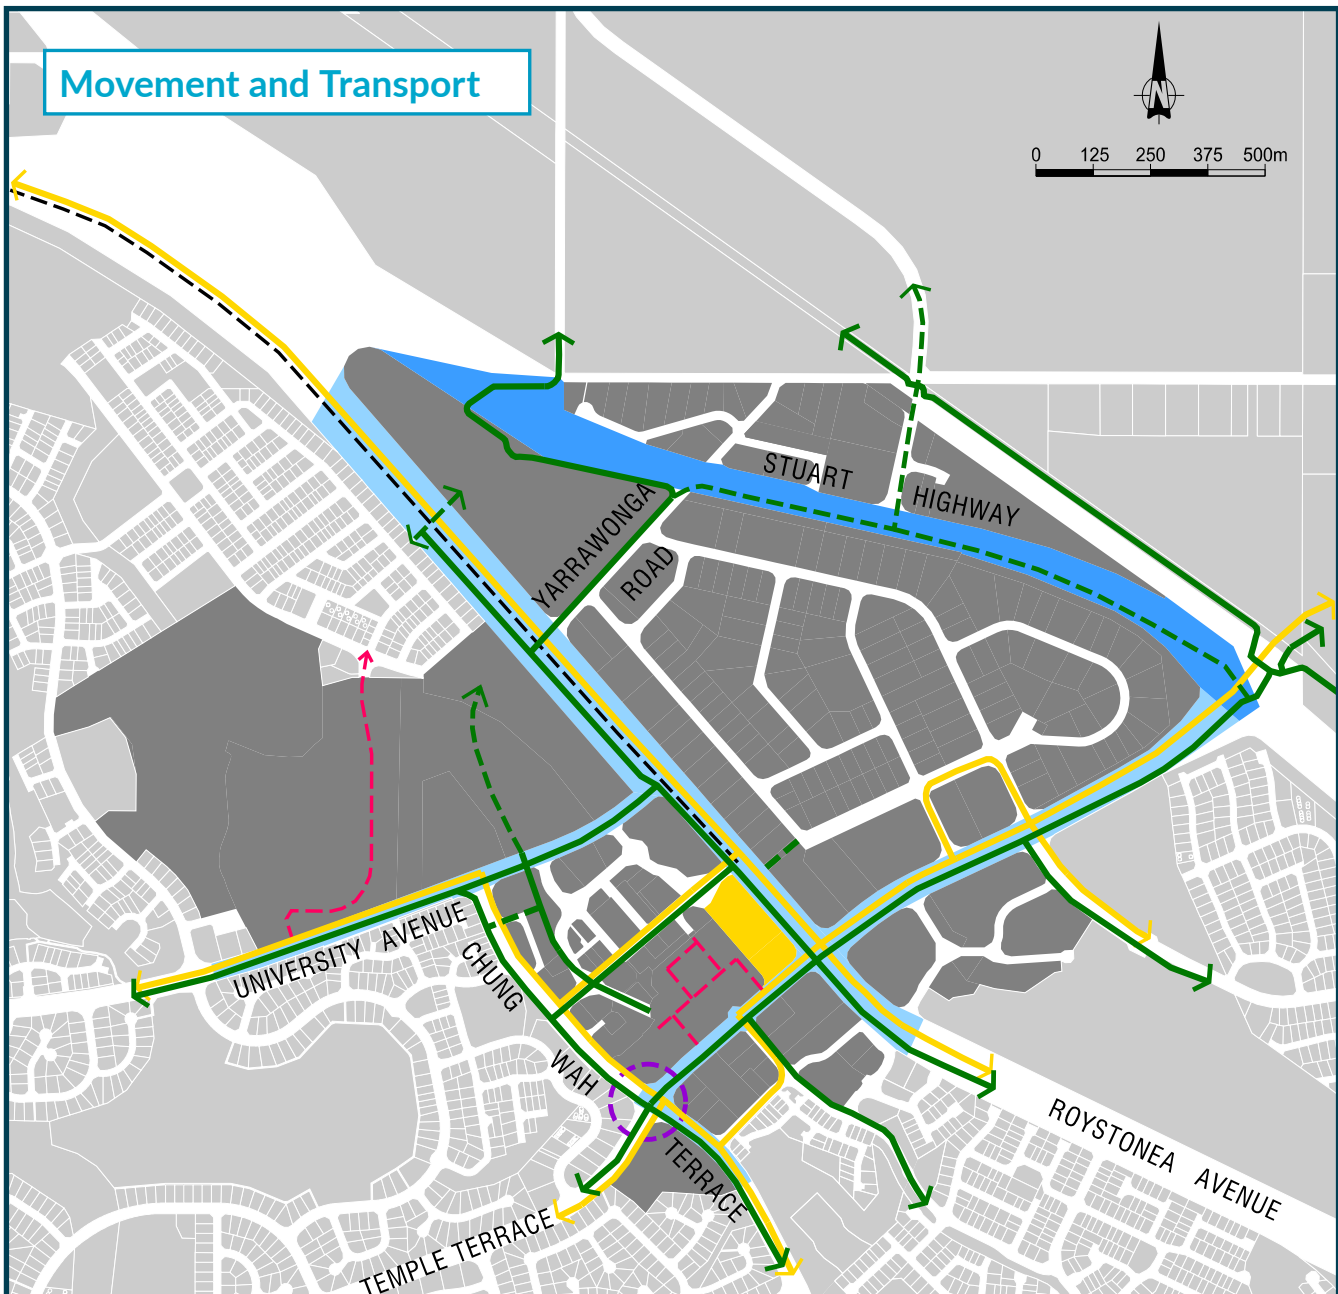 Movement and Transport
N
0 125 250 375 500m
STUART
HIGHWAY
YARRAWONGA
ROAD
UNIVERSITY AVENUE
CHUNG
WAH
TERRACE
TEMPLE TERRACE
ROYSTONEA AVENUE